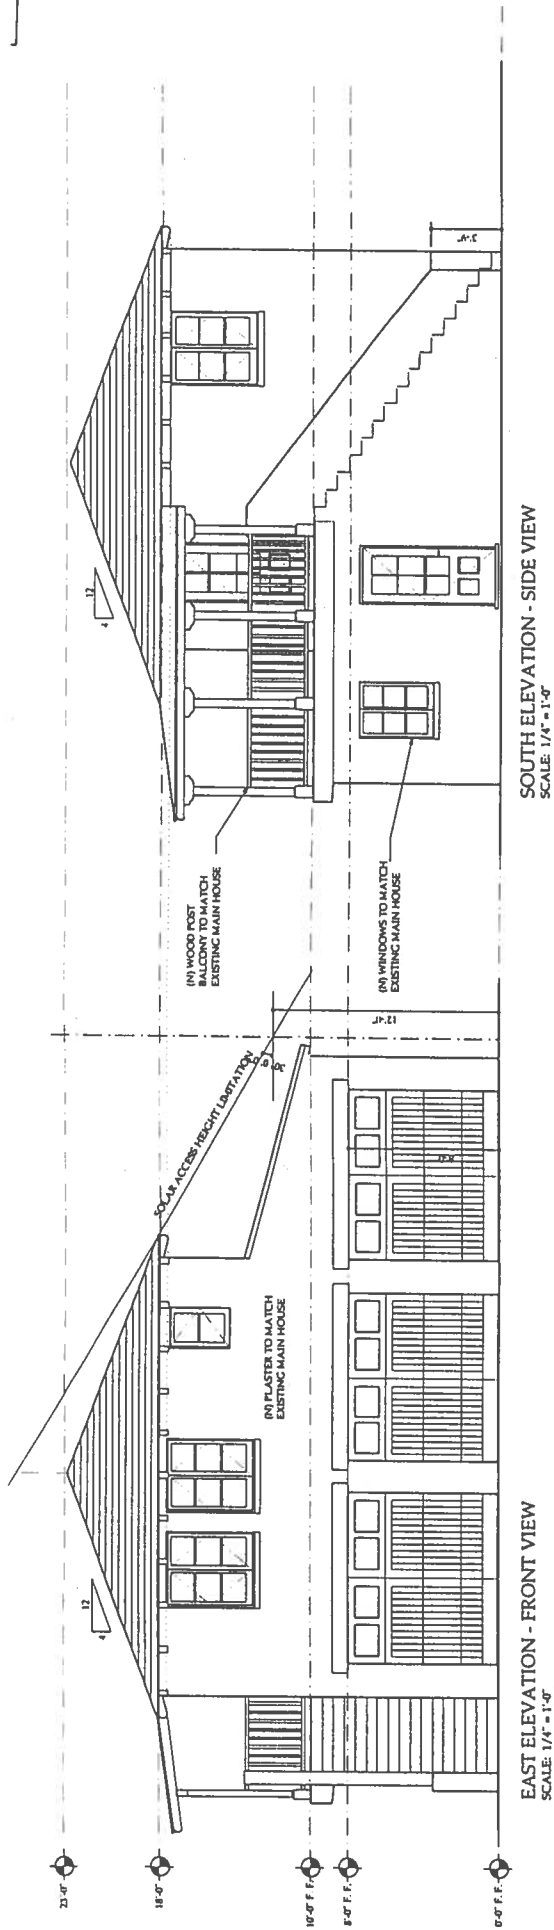 23'-0"
18'-0"
10'-0" F. F.
8'-0" F. F.
0'-0" F. F.
12
4
(N) PLASTER TO MATCH
EXISTING MAIN HOUSE
SOLAR ACCESS HEIGHT LIMITATION
12'-4"
EAST ELEVATION - FRONT VIEW
SCALE: 1/4" = 1'-0"
(N) WOOD POST
BALCONY TO MATCH
EXISTING MAIN HOUSE
(N) WINDOWS TO MATCH
EXISTING MAIN HOUSE
12
4
SOUTH ELEVATION - SIDE VIEW
SCALE: 1/4" = 1'-0"